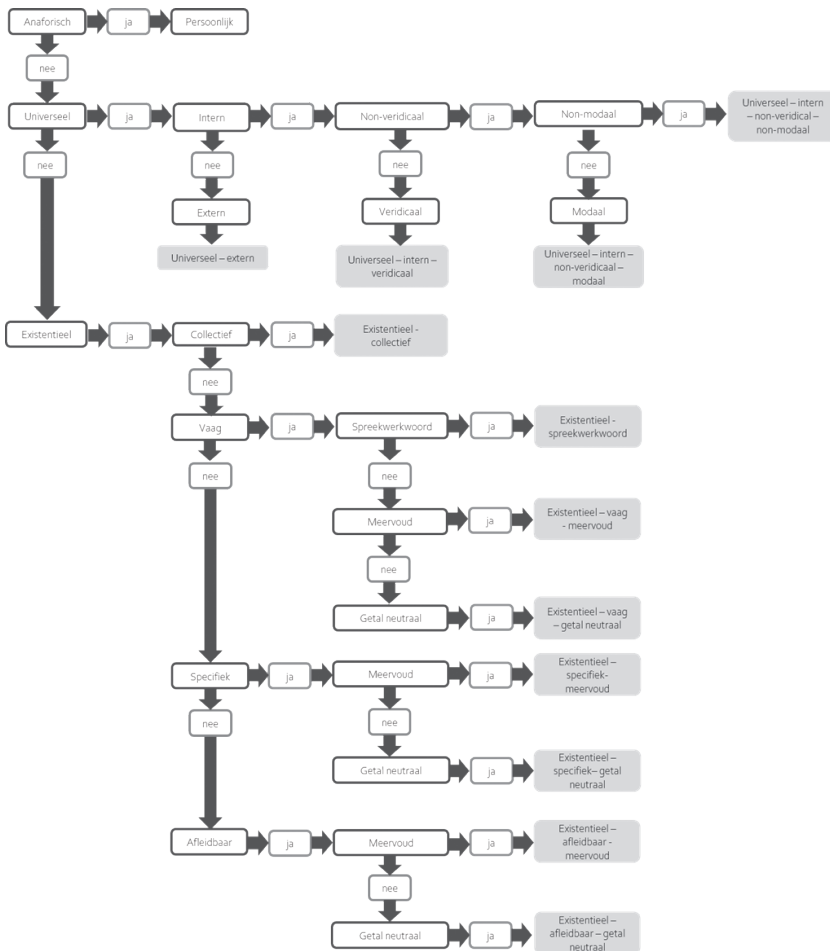 Anaforisch
ja
Persoonlijk
nee
Universeel
ja
Intern
ja
Non-veridicaal
ja
Non-modaal
ja
Universeel – intern
– non-veridical –
non-modaal
nee
nee
nee
nee
Extern
Veridicaal
Modaal
Universeel – extern
Universeel – intern –
veridicaal
Universeel – intern –
non-veridicaal –
modaal
Existentieel
ja
Collectief
ja
Existentieel -
collectief
nee
Vaag
ja
Spreekwerkwoord
ja
Existentieel -
spreekwerkwoord
nee
nee
Meervoud
ja
Existentieel – vaag
- meervoud
nee
Getal neutraal
ja
Existentieel – vaag
– getal neutraal
Specifiek
ja
Meervoud
ja
Existentieel –
specifiek-
meervoud
nee
nee
Getal neutraal
ja
Existentieel –
specifiek– getal
neutraal
Afleidbaar
ja
Meervoud
ja
Existentieel –
afleidbaar -
meervoud
nee
Getal neutraal
ja
Existentieel –
afleidbaar – getal
neutraal